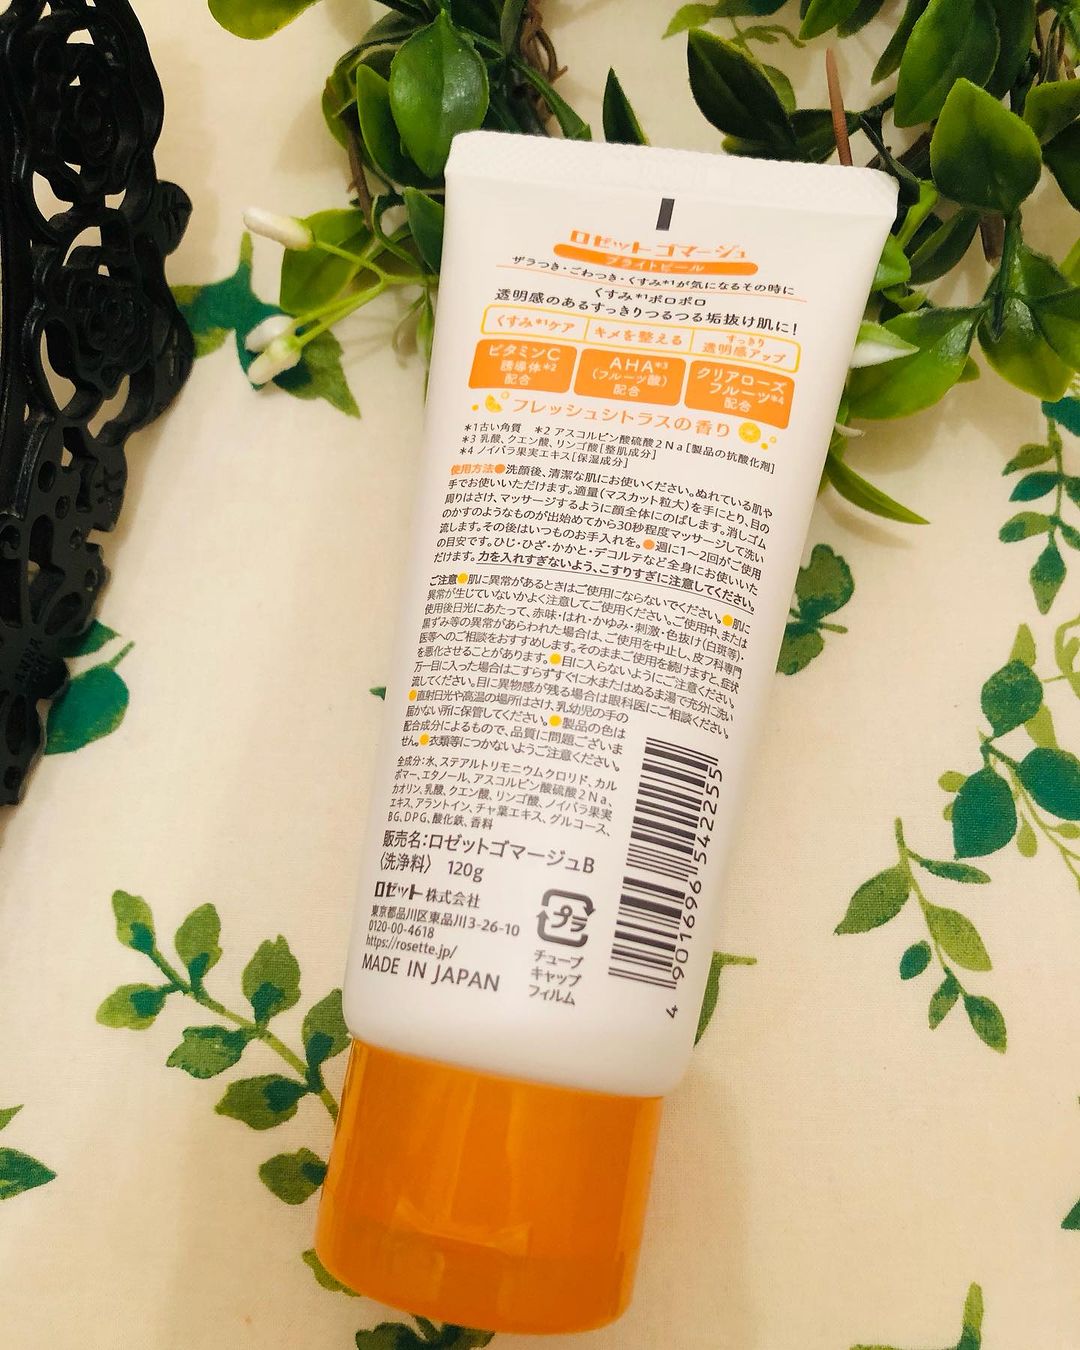 ロゼットゴマージュ
ブライトピール
ザラつき・ごわつき・くすみ*1が気になるその時に
くすみ*1ポロポロ
透明感のあるすっきりつるつる垢抜け肌に!
くすみ*1ケア
キメを整える
すっきり
透明感アップ
ビタミンC
誘導体*2
配合
AHA*3
(フルーツ酸)
配合
クリアローズ
フルーツ*4
配合
フレッシュシトラスの香り
*1古い角質 *2 アスコルビン酸硫酸2Na[製品の抗酸化剤]
*3 乳酸、クエン酸、リンゴ酸[整肌成分]
*4 ノイバラ果実エキス[保湿成分]
使用方法●洗顔後、清潔な肌にお使いください。ぬれている肌や
手でお使いいただけます。適量(マスカット粒大)を手にとり、目の
周りはさけ、マッサージするように顔全体にのばします。消しゴム
のかすのようなものが出始めてから30秒程度マッサージして洗い
流します。その後はいつものお手入れを。●週に1~2回がご使用
の目安です。ひじ・ひざ・かかと・デコルテなど全身にお使いいた
だけます。力を入れすぎないよう、こすりすぎに注意してください。
ご注意●肌に異常があるときはご使用にならないでください。●肌に
異常が生じていないかよく注意してご使用ください。ご使用中、または
使用後日光にあたって、赤味・はれ・かゆみ・刺激・色抜け(白斑等)・
黒ずみ等の異常があらわれた場合は、ご使用を中止し、皮フ科専門
医等へのご相談をおすすめします。そのままご使用を続けますと、症状
を悪化させることがあります。●目に入らないようにご注意ください。
万一目に入った場合はこすらずすぐに水またはぬるま湯で充分に洗い
流してください。目に異物感が残る場合は眼科医にご相談ください。
●直射日光や高温の場所はさけ、乳幼児の手の
届かない所に保管してください。●製品の色は
配合成分によるもので、品質に問題ございま
せん。●衣類等につかないようご注意ください。
全成分:水、ステアルトリモニウムクロリド、カル
ボマー、エタノール、アスコルビン酸硫酸2Na、
カオリン、乳酸、クエン酸、リンゴ酸、ノイバラ果実
エキス、アラントイン、チャ葉エキス、グルコース、
BG、DPG、酸化鉄、香料
販売名:ロゼットゴマージュB
〈洗浄料〉 120g
ロゼット株式会社
東京都品川区東品川3-26-10
0120-00-4618
https://rosette.jp/
MADE IN JAPAN
プラ
チューブ
キャップ
フィルム
4 901696 542255